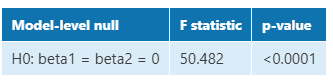 Model-level null F statistic p-value
H0: beta1 = beta2 = 0 50.482 <0.0001